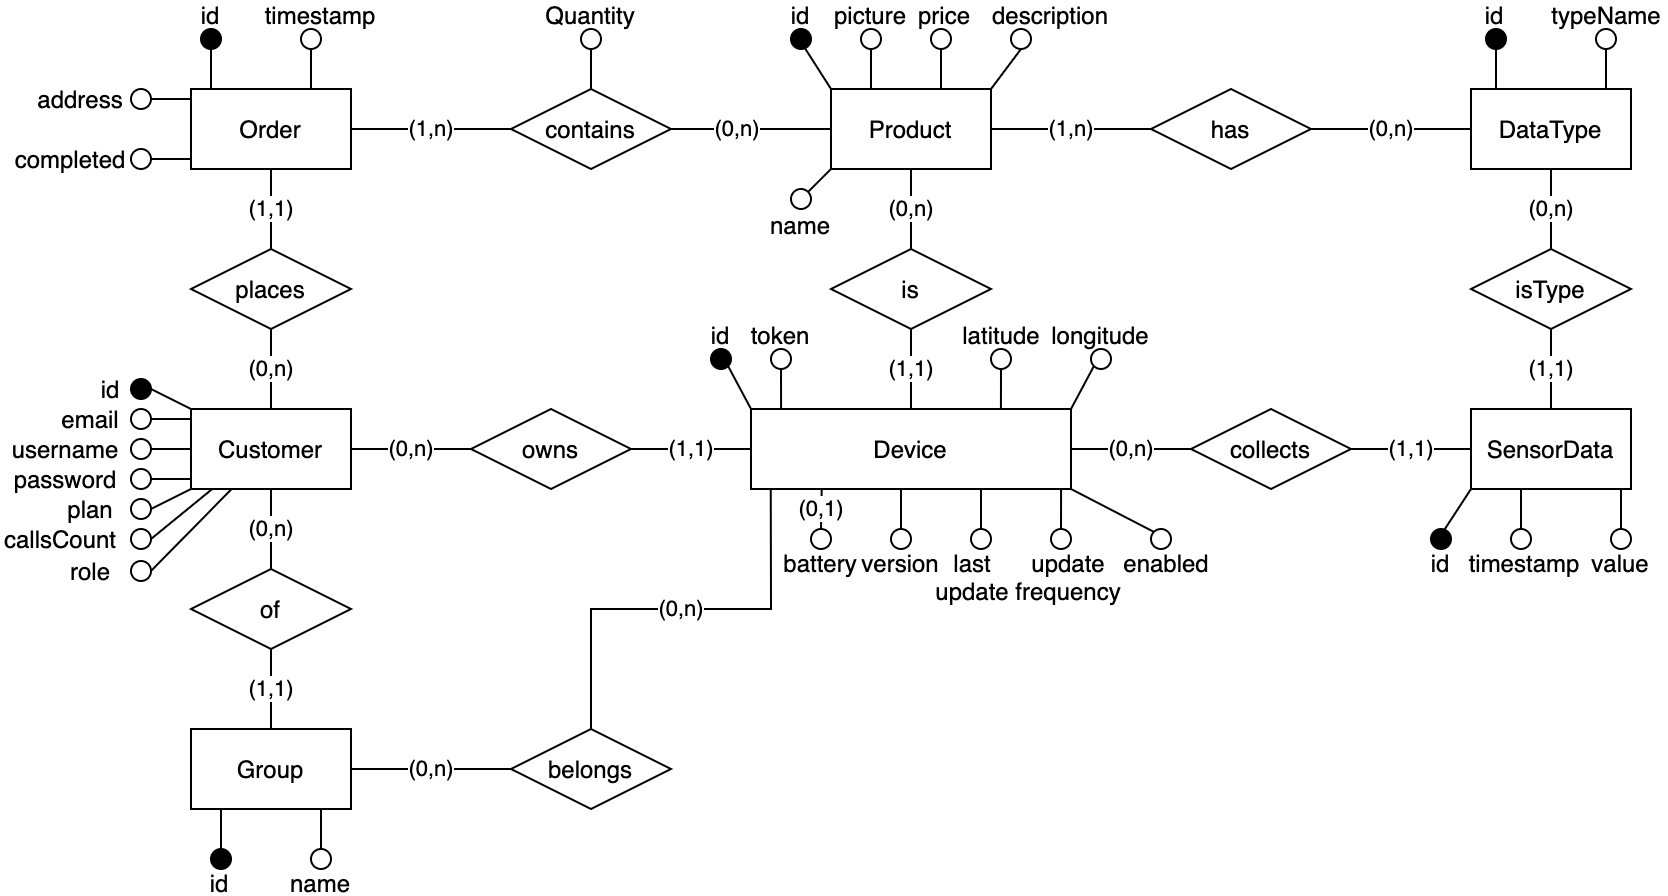 id timestamp Quantity id picture price description id typeName
address
Order (1,n) contains (0,n) Product (1,n) has (0,n) DataType
completed
(1,1) (0,n) (0,n)
name
places is isType
id token latitude longitude
(0,n) (1,1) (1,1)
id
email
username Customer (0,n) owns (1,1) Device (0,n) collects (1,1) SensorData
password
plan (0,n) (0,1)
callsCount
role
battery version last update enabled id timestamp value
update frequency
of (0,n)
(1,1)
Group (0,n) belongs
id name